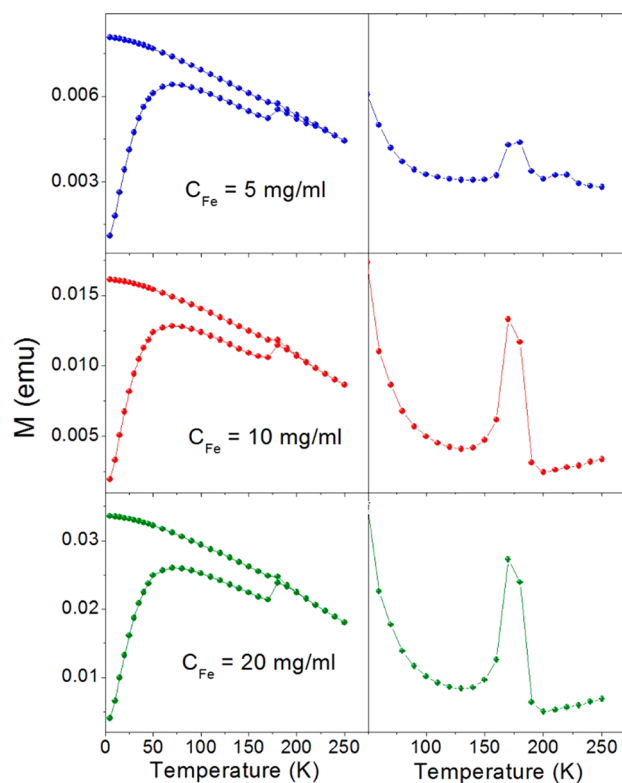 0.006
0.003
C_Fe = 5 mg/ml
0.015
0.010
0.005
C_Fe = 10 mg/ml
M (emu)
0.03
0.02
0.01
C_Fe = 20 mg/ml
0 50 100 150 200 250 100 150 200 250
Temperature (K) Temperature (K)